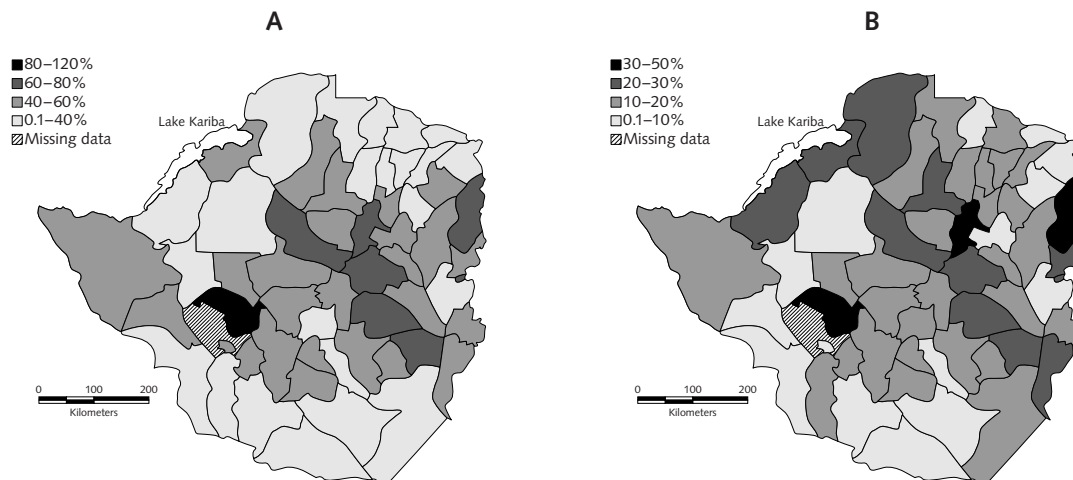 A
80–120%
60–80%
40–60%
0.1–40%
Missing data
Lake Kariba
0 100 200
Kilometers
B
30–50%
20–30%
10–20%
0.1–10%
Missing data
Lake Kariba
0 100 200
Kilometers